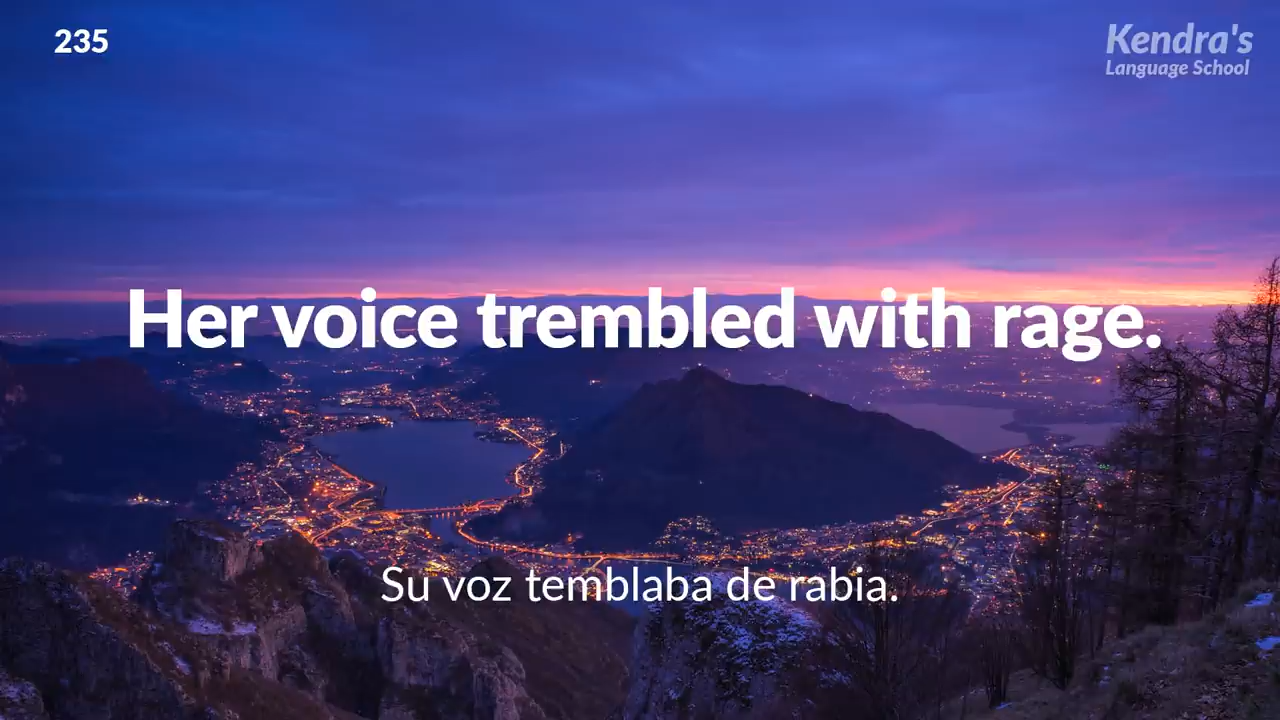 235
Kendra's
Language School
Her voice trembled with rage.
Su voz temblaba de rabia.